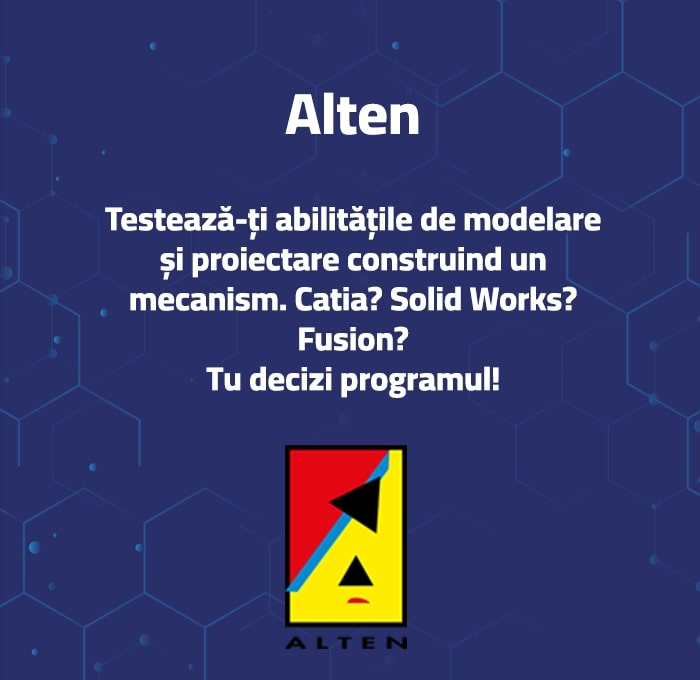 Alten
Testează-ți abilitățile de modelare
și proiectare construind un
mecanism. Catia? Solid Works?
Fusion?
Tu decizi programul!
ALTEN